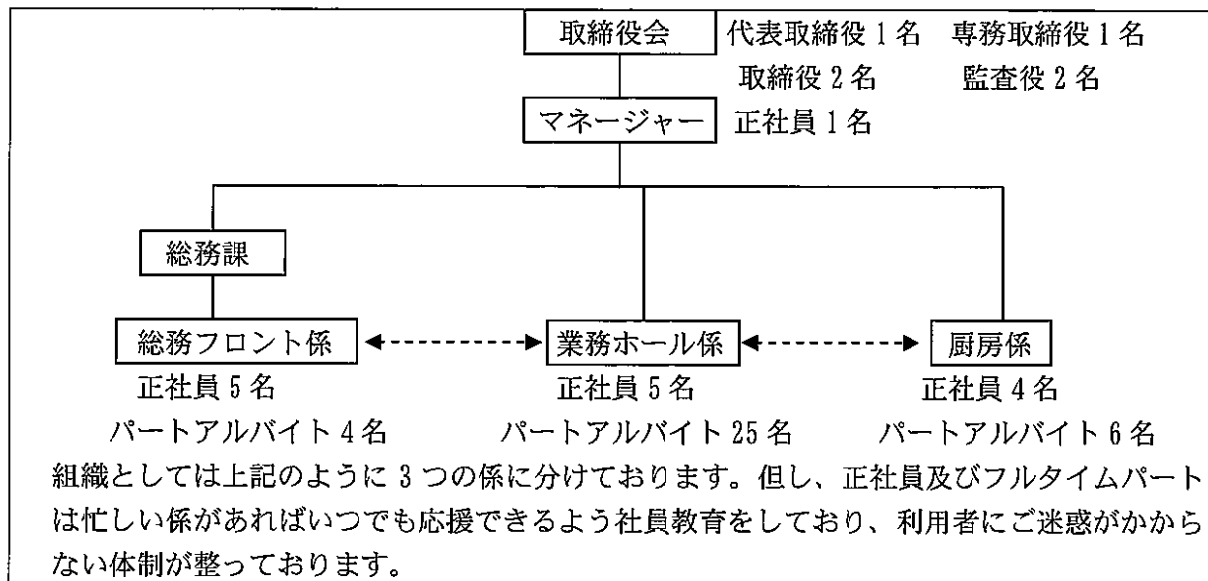 取締役会 代表取締役1名 専務取締役1名
取締役2名 監査役2名
マネージャー 正社員1名
総務課
総務フロント係 業務ホール係 厨房係
正社員5名 正社員5名 正社員4名
パートアルバイト4名 パートアルバイト25名 パートアルバイト6名
組織としては上記のように3つの係に分けております。但し、正社員及びフルタイムパート
は忙しい係があればいつでも応援できるよう社員教育をしており、利用者にご迷惑がかから
ない体制が整っております。